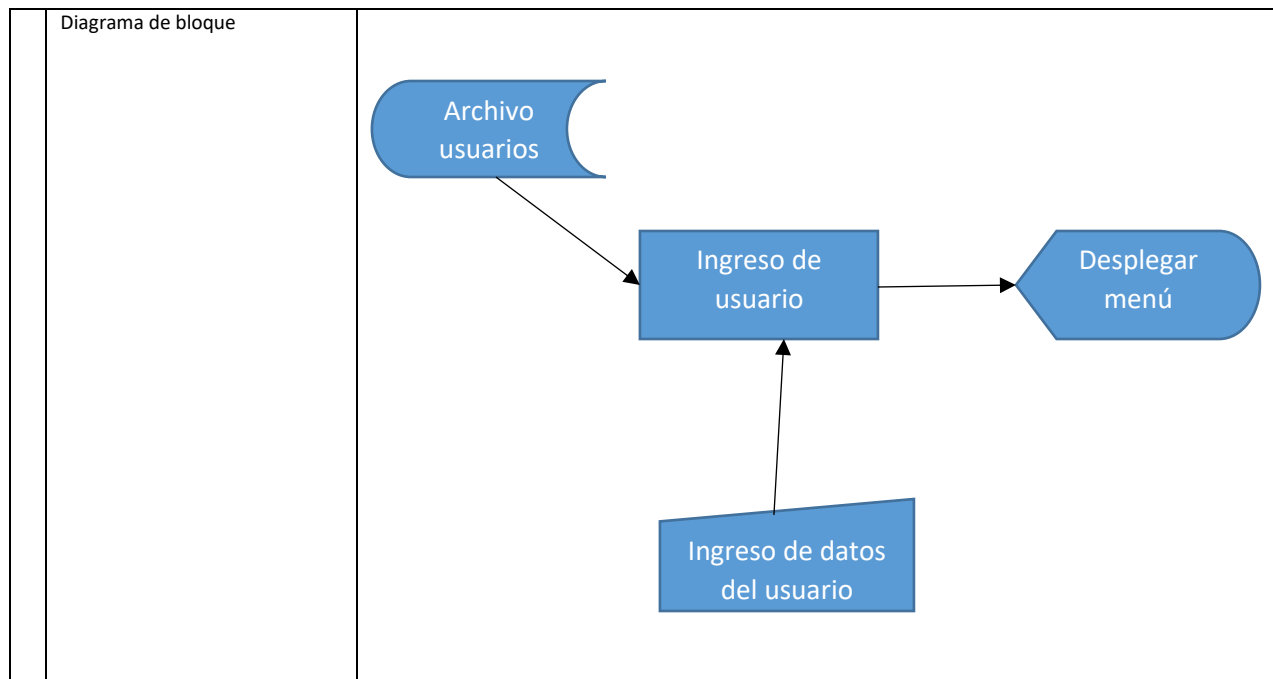 Diagrama de bloque
Archivo
usuarios
Ingreso de
usuario
Desplegar
menú
Ingreso de datos
del usuario